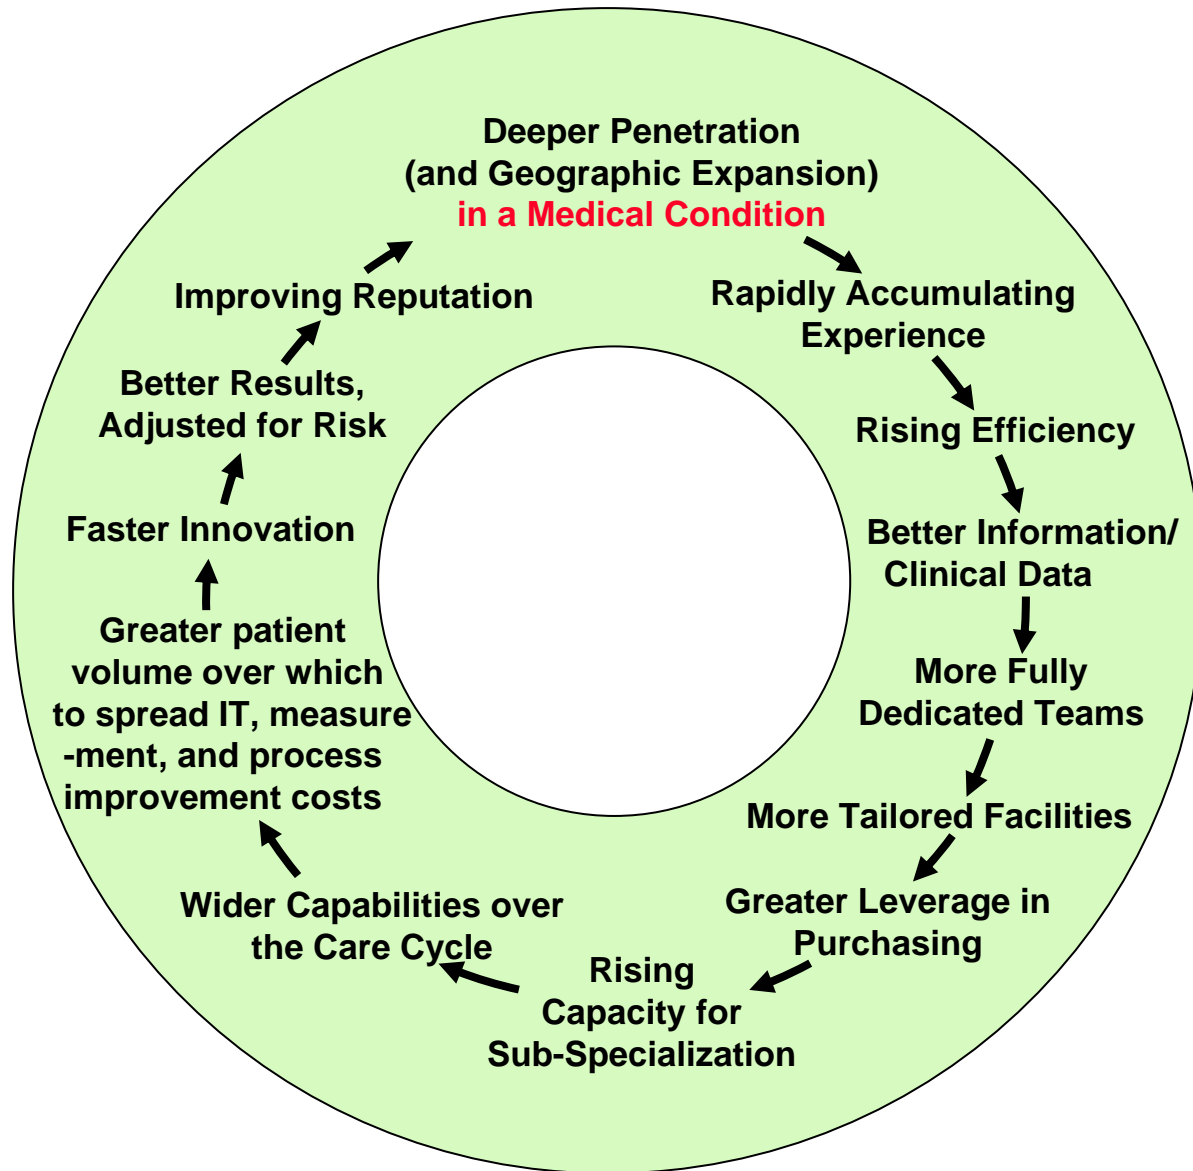 Deeper Penetration
(and Geographic Expansion)
in a Medical Condition
Rapidly Accumulating
Experience
Rising Efficiency
Better Information/
Clinical Data
More Fully
Dedicated Teams
More Tailored Facilities
Greater Leverage in
Purchasing
Rising
Capacity for
Sub-Specialization
Wider Capabilities over
the Care Cycle
Greater patient
volume over which
to spread IT, measure
-ment, and process
improvement costs
Faster Innovation
Better Results,
Adjusted for Risk
Improving Reputation